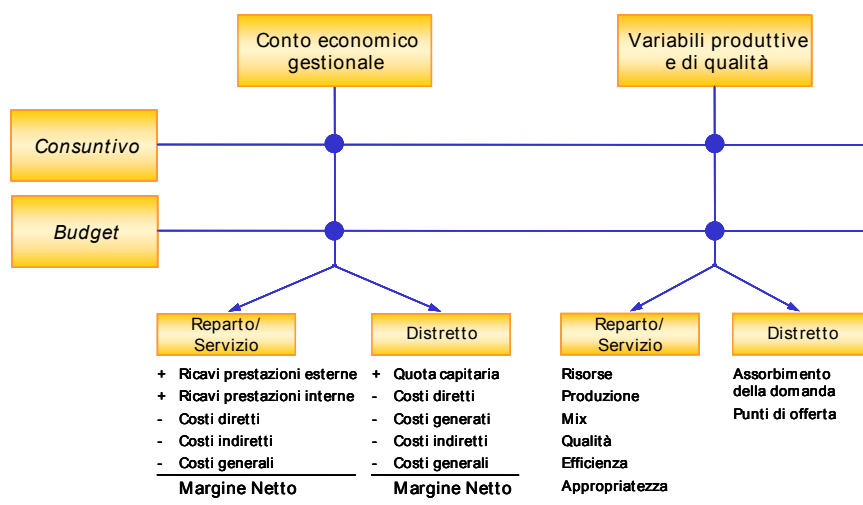 Conto economico
gestionale
Variabili produttive
e di qualità
Consuntivo
Budget
Reparto/
Servizio
+ Ricavi prestazioni esterne
+ Ricavi prestazioni interne
- Costi diretti
- Costi indiretti
- Costi generali
Margine Netto
Distretto
+ Quota capitaria
- Costi diretti
- Costi generati
- Costi indiretti
- Costi generali
Margine Netto
Reparto/
Servizio
Risorse
Produzione
Mix
Qualità
Efficienza
Appropriatezza
Distretto
Assorbimento
della domanda
Punti di offerta